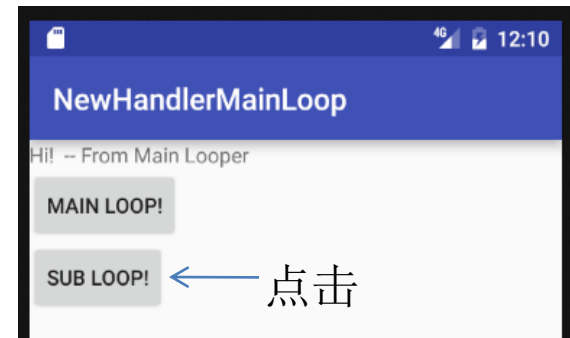 4G 12:10
NewHandlerMainLoop
Hi! -- From Main Looper
MAIN LOOP!
SUB LOOP! 点击